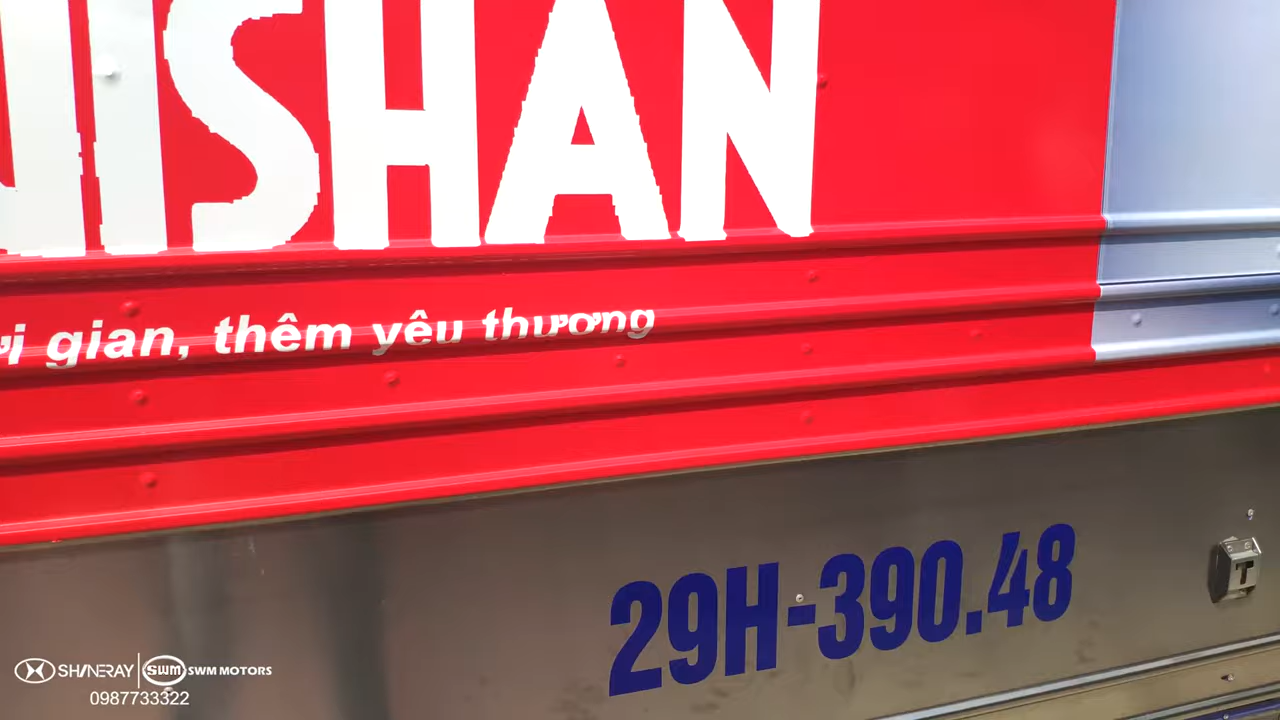 ISHAN
gian, thêm yêu thương
29H-390.48
T
SHINERAY SWM SWM MOTORS
0987733322